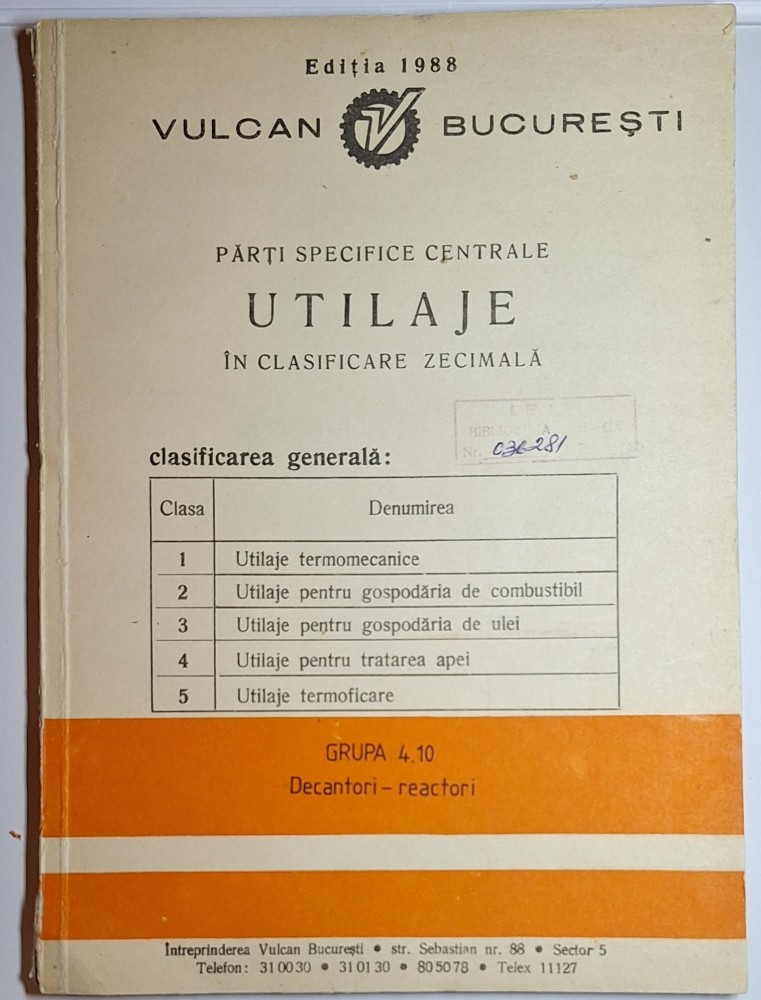 Ediția 1988
VULCAN BUCUREȘTI
PĂRȚI SPECIFICE CENTRALE
UTILAJE
ÎN CLASIFICARE ZECIMALĂ
Nr. 036281
clasificarea generală:
Clasa Denumirea
1 Utilaje termomecanice
2 Utilaje pentru gospodăria de combustibil
3 Utilaje pentru gospodăria de ulei
4 Utilaje pentru tratarea apei
5 Utilaje termoficare
GRUPA 4.10
Decantori - reactori
Întreprinderea Vulcan București • str. Sebastian nr. 88 • Sector 5
Telefon: 310030 • 310130 • 805078 • Telex 11127